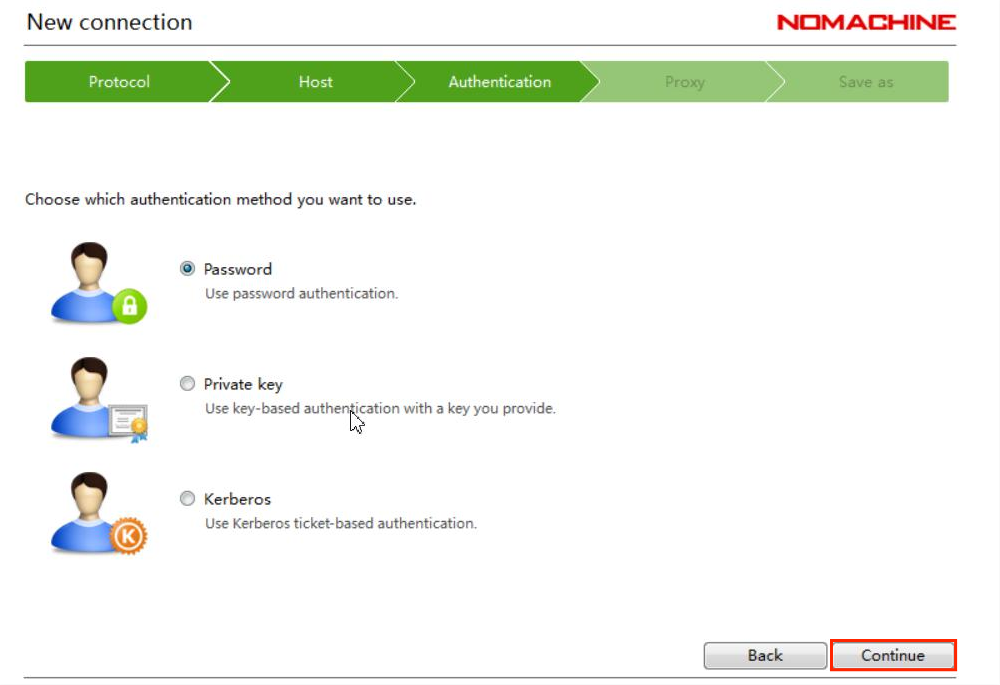 New connection
NOMACHINE
Protocol
Host
Authentication
Proxy
Save as
Choose which authentication method you want to use.
Password
Use password authentication.
Private key
Use key-based authentication with a key you provide.
K
Kerberos
Use Kerberos ticket-based authentication.
Back
Continue